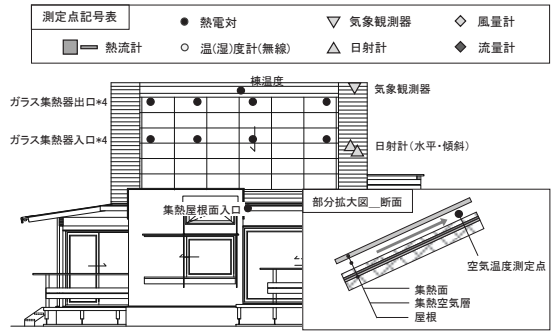 測定点記号表
熱電対
気象観測器
風量計
熱流計
温(湿)度計(無線)
日射計
流量計
棟温度
ガラス集熱器出口*4
気象観測器
ガラス集熱器入口*4
日射計(水平・傾斜)
集熱屋根面入口
部分拡大図__断面
空気温度測定点
集熱面
集熱空気層
屋根